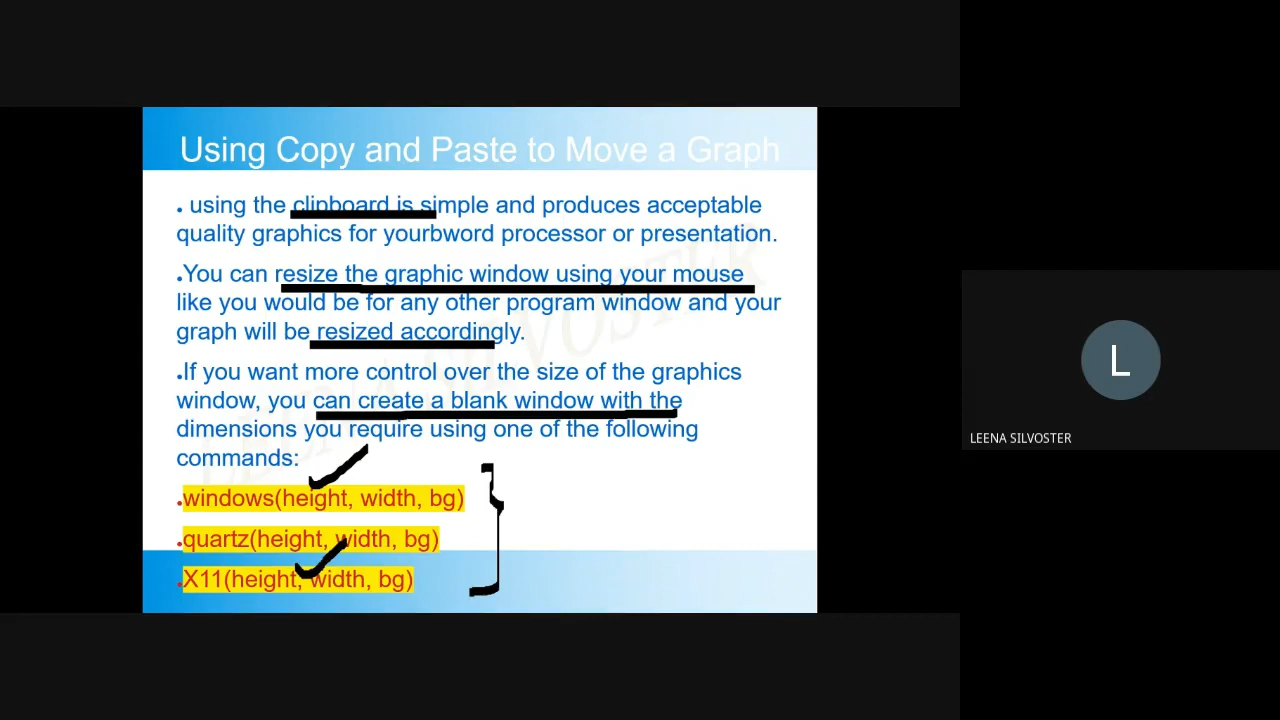 Using Copy and Paste to Move a Graph
. using the clipboard is simple and produces acceptable
quality graphics for yourbword processor or presentation.
.You can resize the graphic window using your mouse
like you would be for any other program window and your
graph will be resized accordingly.
.If you want more control over the size of the graphics
window, you can create a blank window with the
dimensions you require using one of the following
commands:
.windows(height, width, bg)
.quartz(height, width, bg)
.X11(height, width, bg)
L
LEENA SILVOSTER
LEENA SILVOSTER